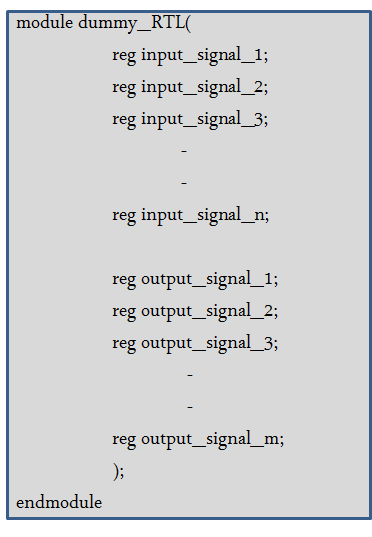 module dummy_RTL(
reg input_signal_1;
reg input_signal_2;
reg input_signal_3;
-
-
reg input_signal_n;
reg output_signal_1;
reg output_signal_2;
reg output_signal_3;
-
-
reg output_signal_m;
);
endmodule